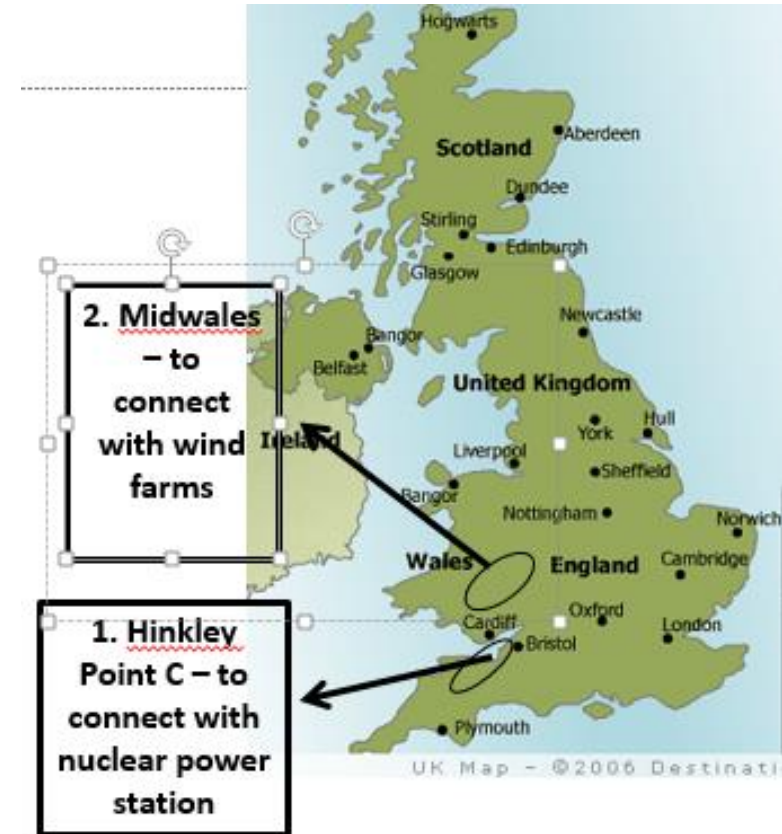 Hogwarts
Aberdeen
Scotland
Dundee
Stirling
Edinburgh
Glasgow
2. Midwales
– to
connect
with wind
farms
Newcastle
Bangor
Belfast
United Kingdom
Ireland
York
Hull
Liverpool
Sheffield
Bangor
Nottingham
Norwich
Wales
England
Cambridge
Cardiff
Oxford
London
Bristol
1. Hinkley
Point C – to
connect with
nuclear power
station
Plymouth
UK Map - ©2006 Destinati